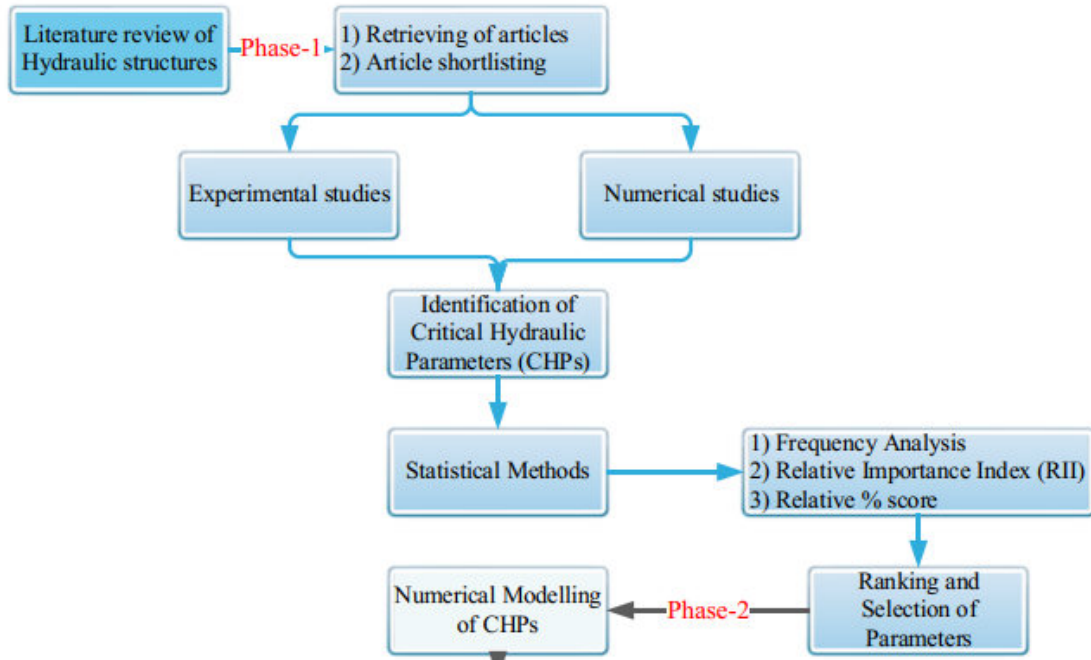 Literature review of
Hydraulic structures
Phase-1
1) Retrieving of articles
2) Article shortlisting
Experimental studies
Numerical studies
Identification of
Critical Hydraulic
Parameters (CHPs)
Statistical Methods
1) Frequency Analysis
2) Relative Importance Index (RII)
3) Relative % score
Numerical Modelling
of CHPs
Phase-2
Ranking and
Selection of
Parameters